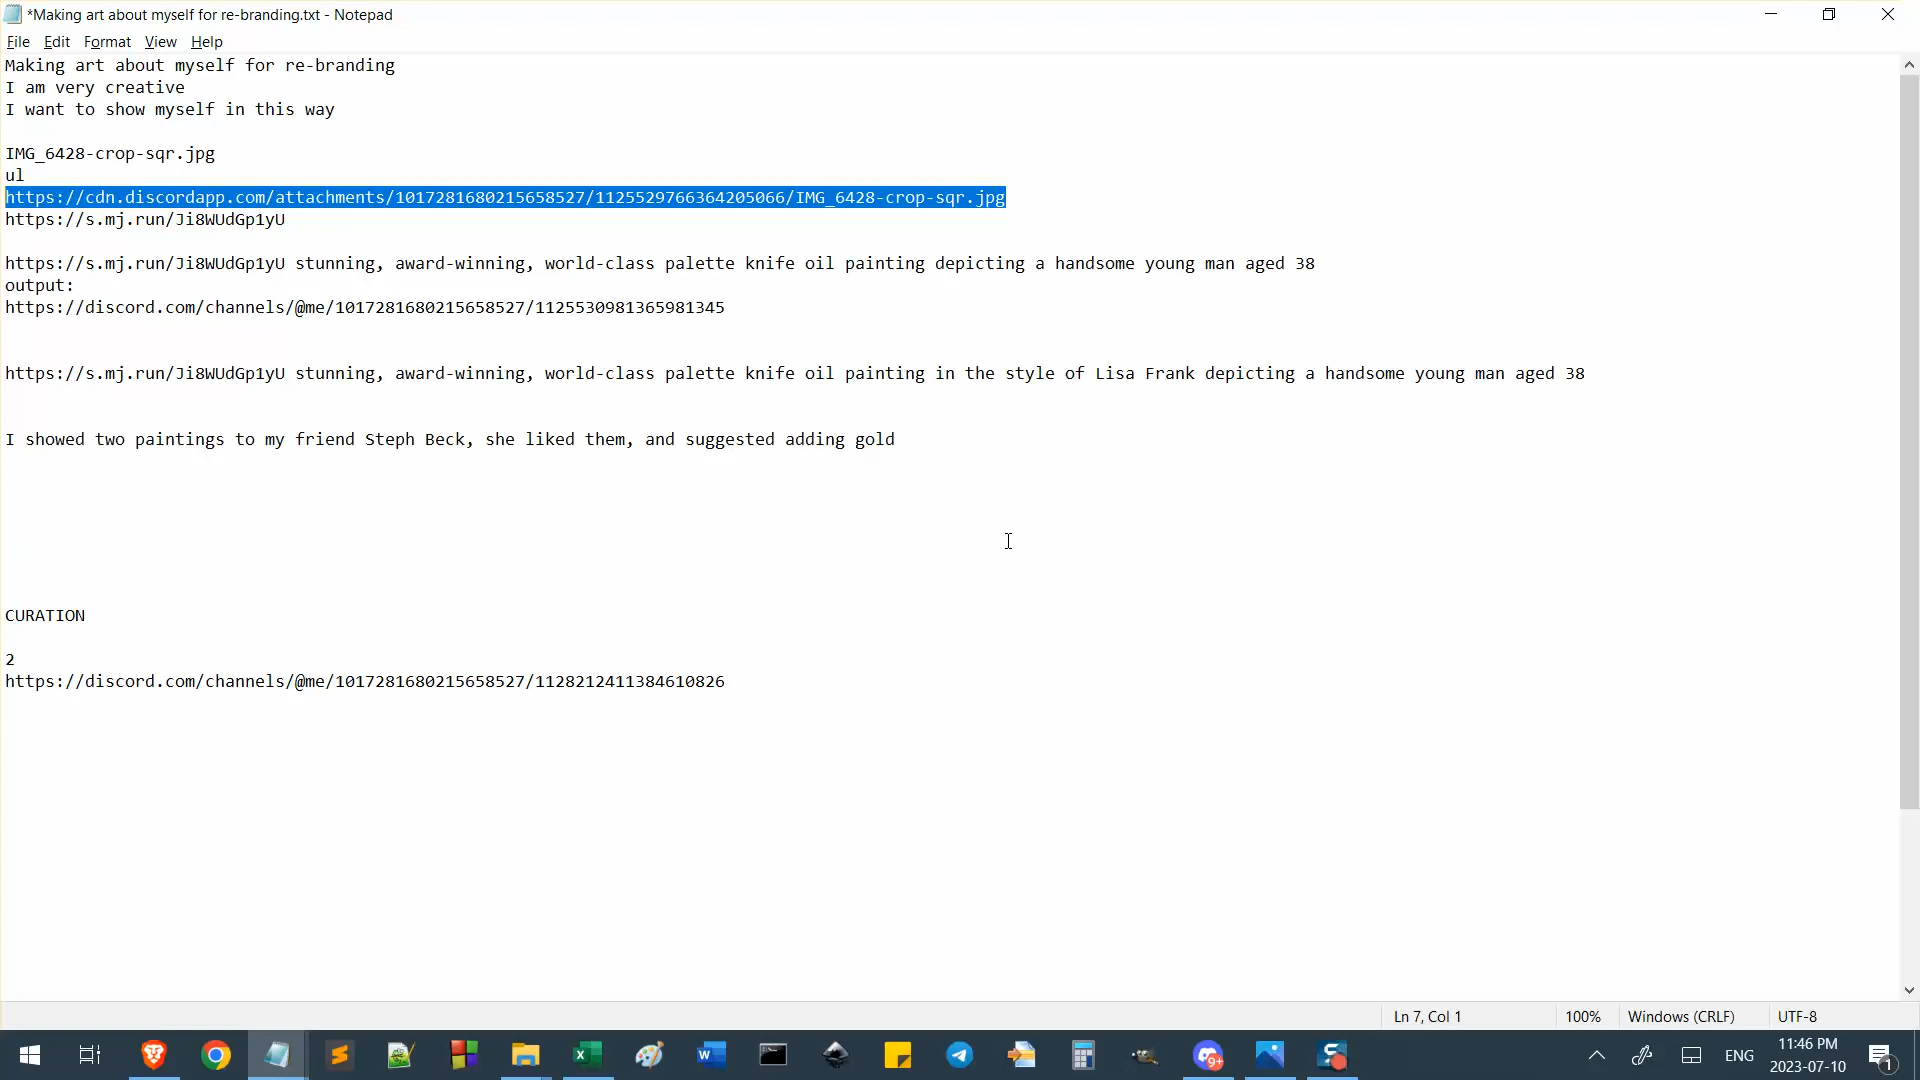 *Making art about myself for re-branding.txt - Notepad
File Edit Format View Help
Making art about myself for re-branding
I am very creative
I want to show myself in this way
IMG_6428-crop-sqr.jpg
ul
https://cdn.discordapp.com/attachments/1017281680215658527/1125529766364205066/IMG_6428-crop-sqr.jpg
https://s.mj.run/Ji8WUdGp1yU
https://s.mj.run/Ji8WUdGp1yU stunning, award-winning, world-class palette knife oil painting depicting a handsome young man aged 38
output:
https://discord.com/channels/@me/1017281680215658527/1125530981365981345
https://s.mj.run/Ji8WUdGp1yU stunning, award-winning, world-class palette knife oil painting in the style of Lisa Frank depicting a handsome young man aged 38
I showed two paintings to my friend Steph Beck, she liked them, and suggested adding gold
CURATION
2
https://discord.com/channels/@me/1017281680215658527/1128212411384610826
Ln 7, Col 1 100% Windows (CRLF) UTF-8
9+
ENG
11:46 PM
2023-07-10
1